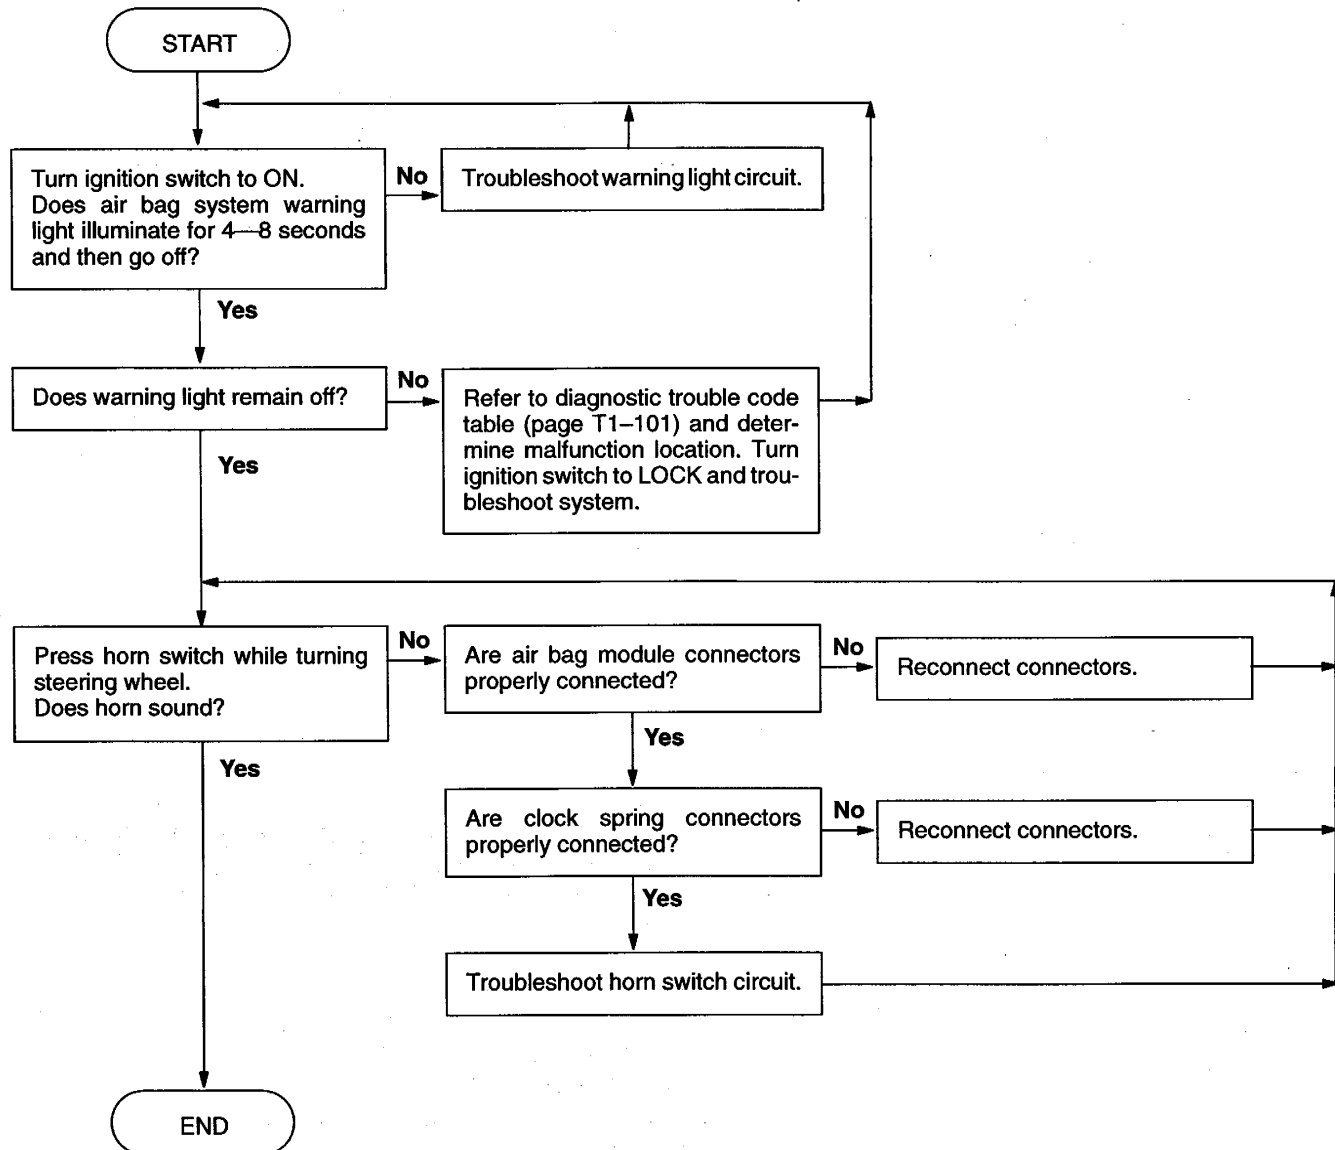 START
Turn ignition switch to ON.
Does air bag system warning
light illuminate for 4—8 seconds
and then go off?
No
Troubleshoot warning light circuit.
Yes
Does warning light remain off?
No
Refer to diagnostic trouble code
table (page T1–101) and deter-
mine malfunction location. Turn
ignition switch to LOCK and trou-
bleshoot system.
Yes
Press horn switch while turning
steering wheel.
Does horn sound?
No
Are air bag module connectors
properly connected?
No
Reconnect connectors.
Yes
Yes
Are clock spring connectors
properly connected?
No
Reconnect connectors.
Yes
Troubleshoot horn switch circuit.
END